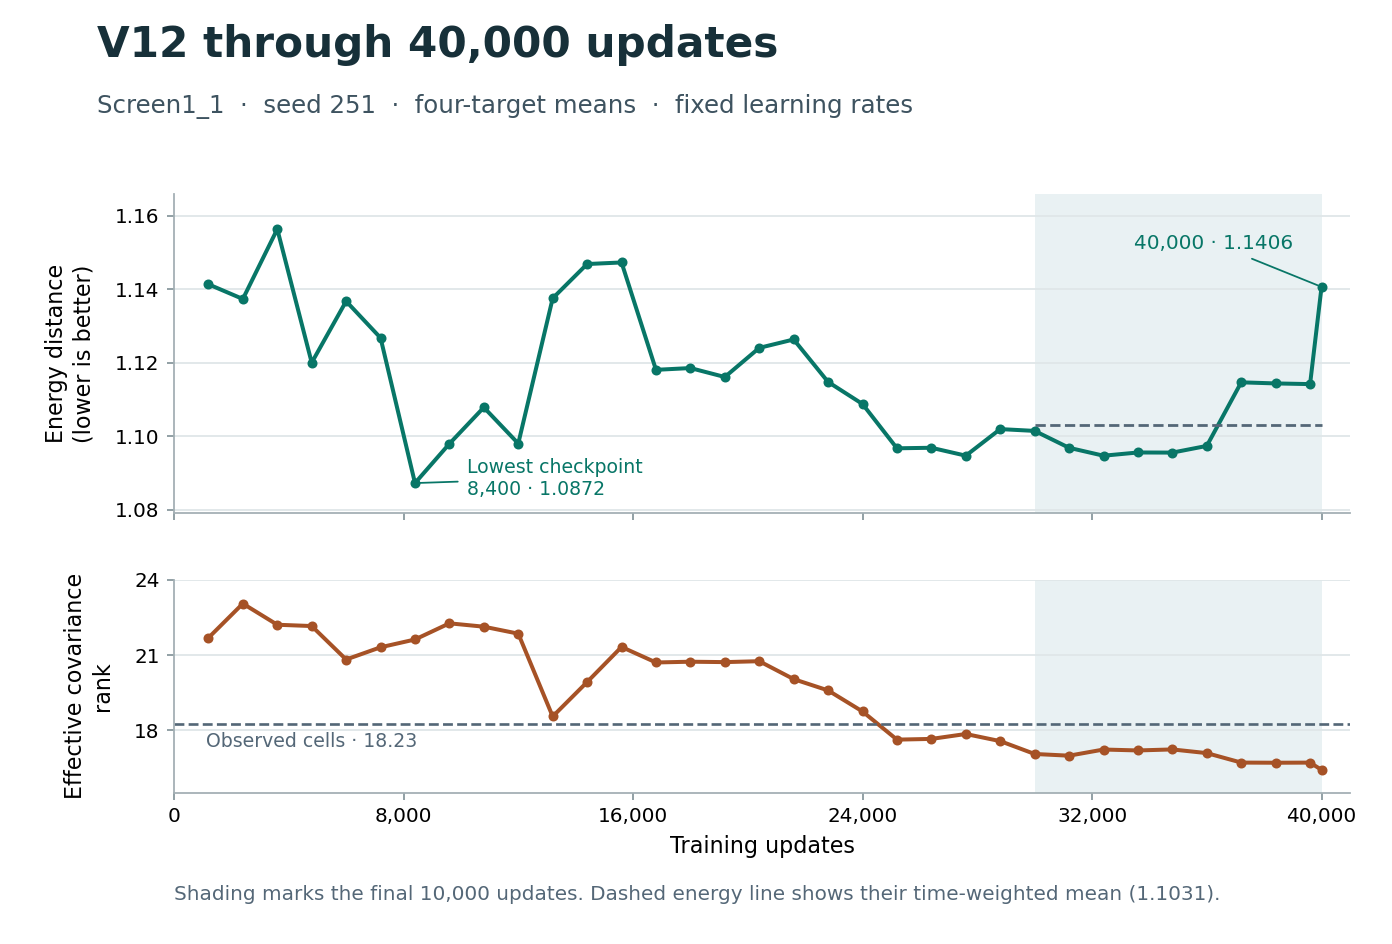 V12 through 40,000 updates
Screen1_1 · seed 251 · four-target means · fixed learning rates
Energy distance
(lower is better)
1.16
1.14
1.12
1.10
1.08
40,000 · 1.1406
Lowest checkpoint
8,400 · 1.0872
Effective covariance
rank
24
21
18
Observed cells · 18.23
0
8,000
16,000
24,000
32,000
40,000
Training updates
Shading marks the final 10,000 updates. Dashed energy line shows their time-weighted mean (1.1031).